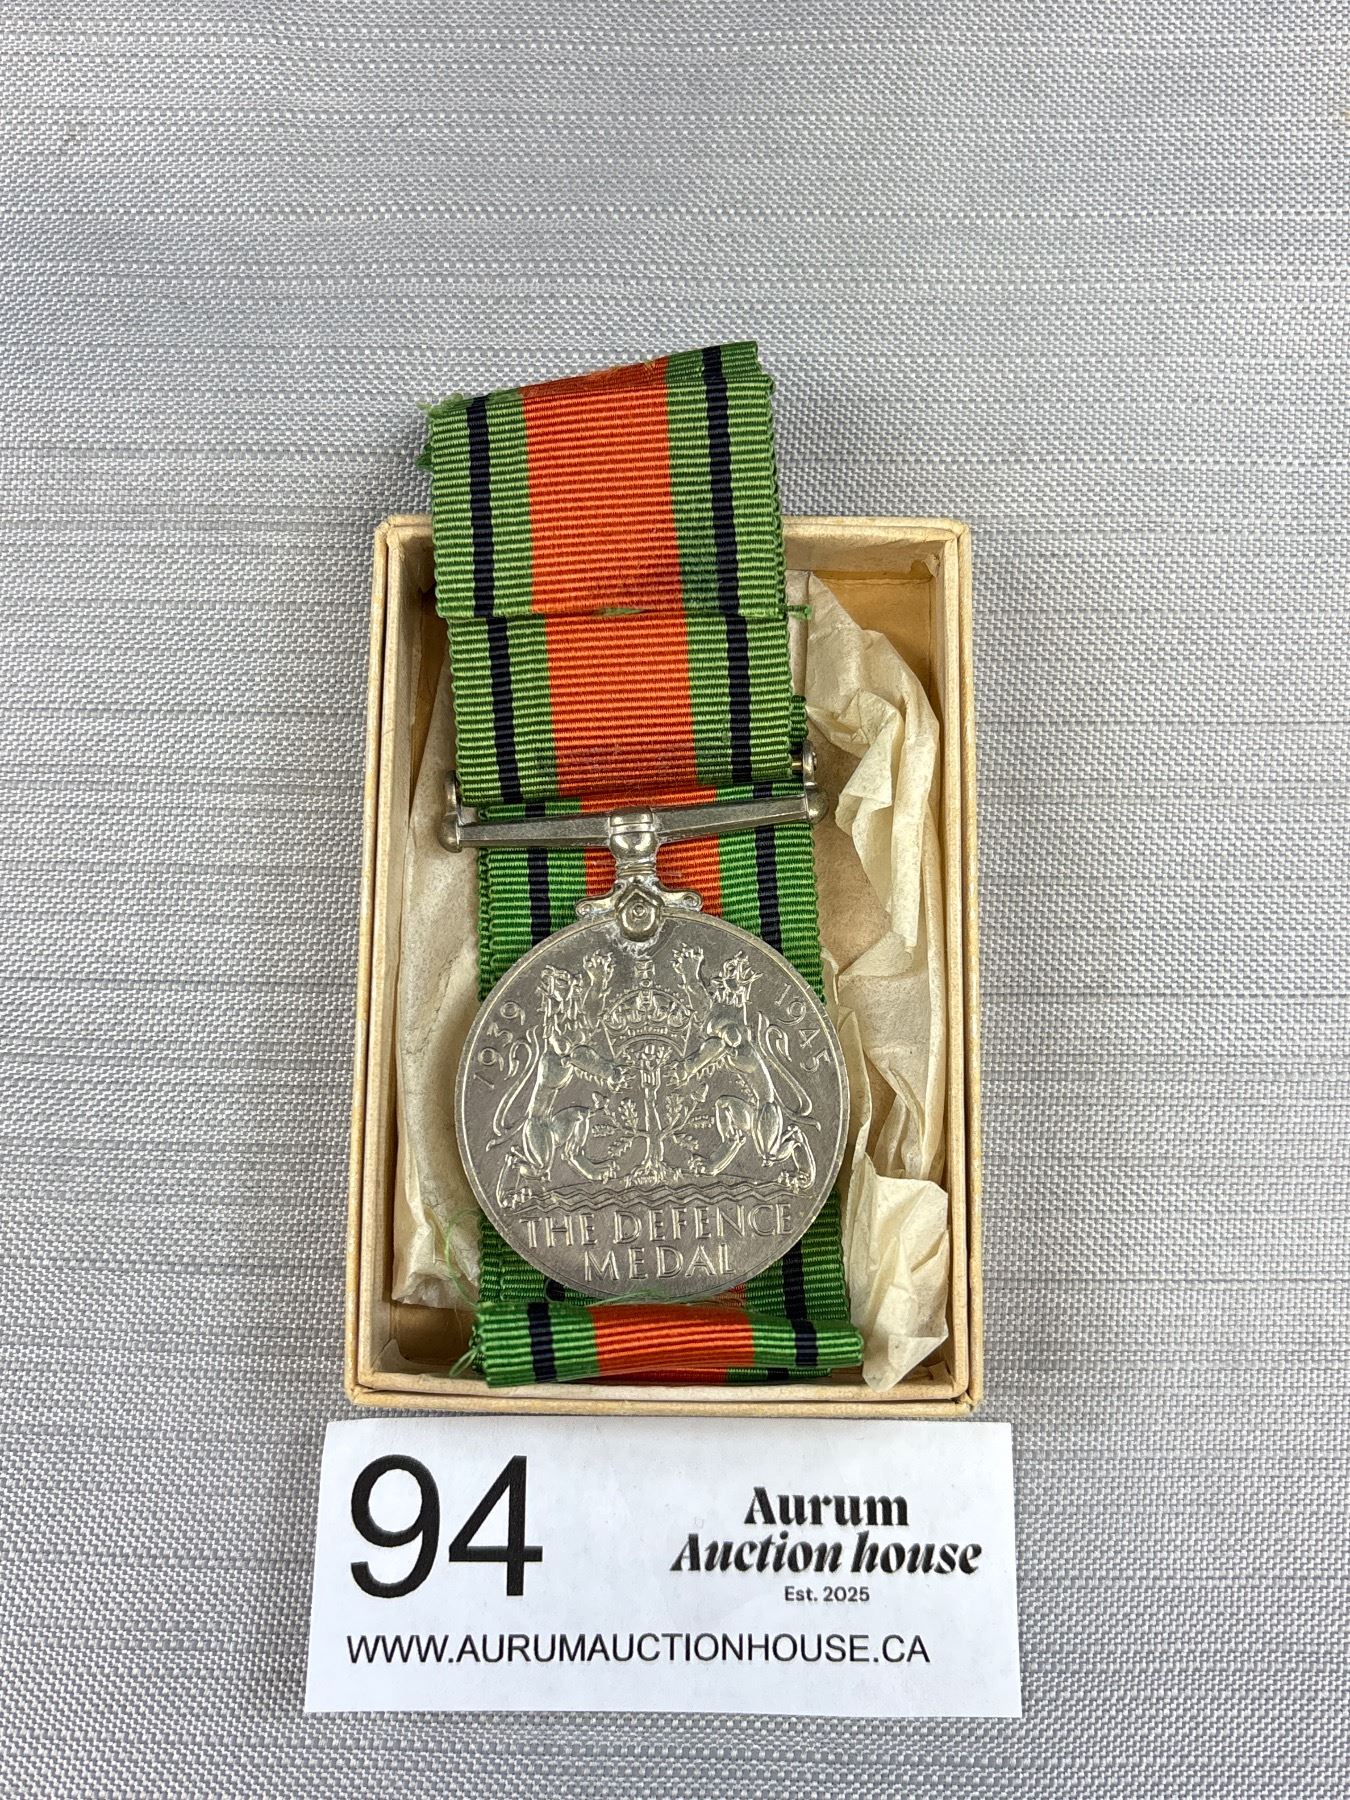 1939 1945
THE DEFENCE
MEDAL
94
Aurum
Auction house
Est. 2025
WWW.AURUMAUCTIONHOUSE.CA